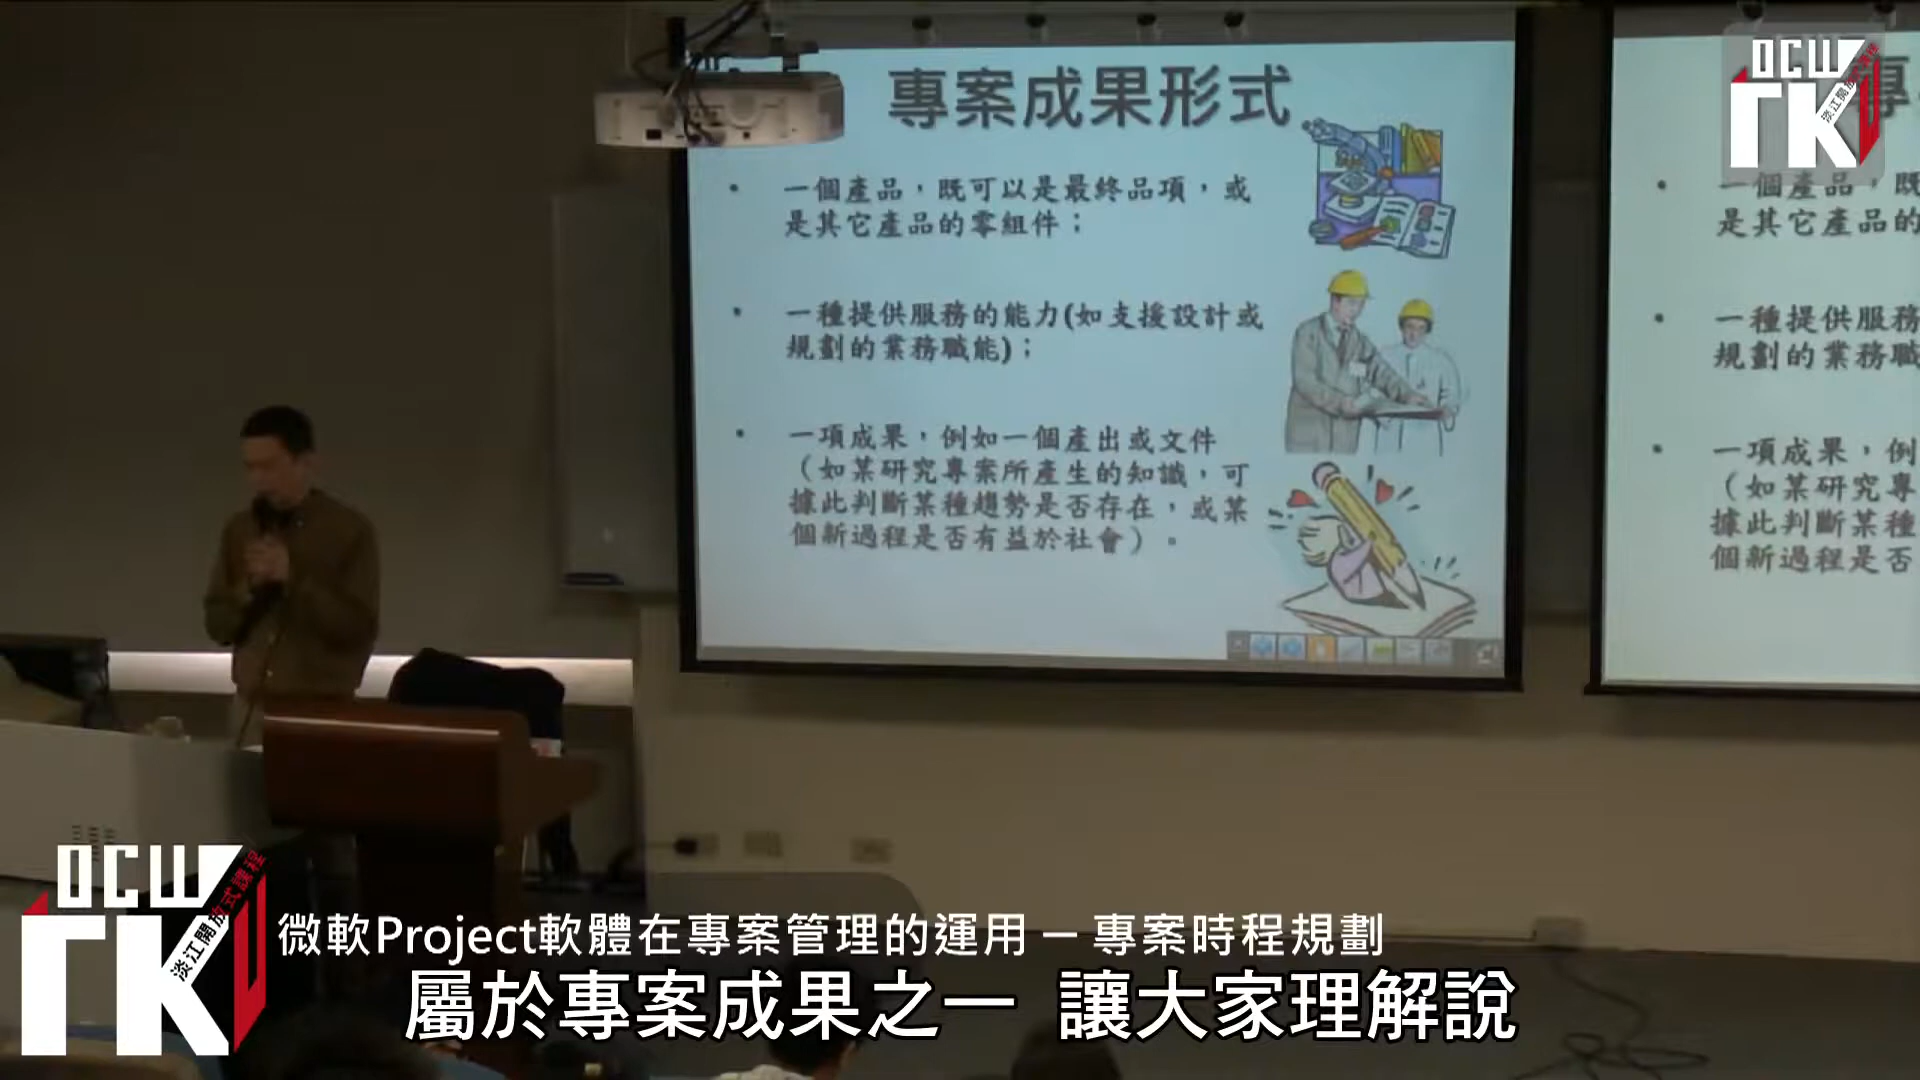 專案成果形式
• 一個產品，既可以是最終品項，或
是其它產品的零組件；
• 一種提供服務的能力(如支援設計或
規劃的業務職能)；
• 一項成果，例如一個產出或文件
（如某研究專案所產生的知識，可
據此判斷某種趨勢是否存在，或某
個新過程是否有益於社會）。
專
• 一個產品，既
是其它產品的
• 一種提供服務
規劃的業務職
• 一項成果，例
（如某研究專
據此判斷某種
個新過程是否
OCW
TKU
淡江開放式課程
OCW
TKU
淡江開放式課程
微軟Project軟體在專案管理的運用 － 專案時程規劃
屬於專案成果之一 讓大家理解說